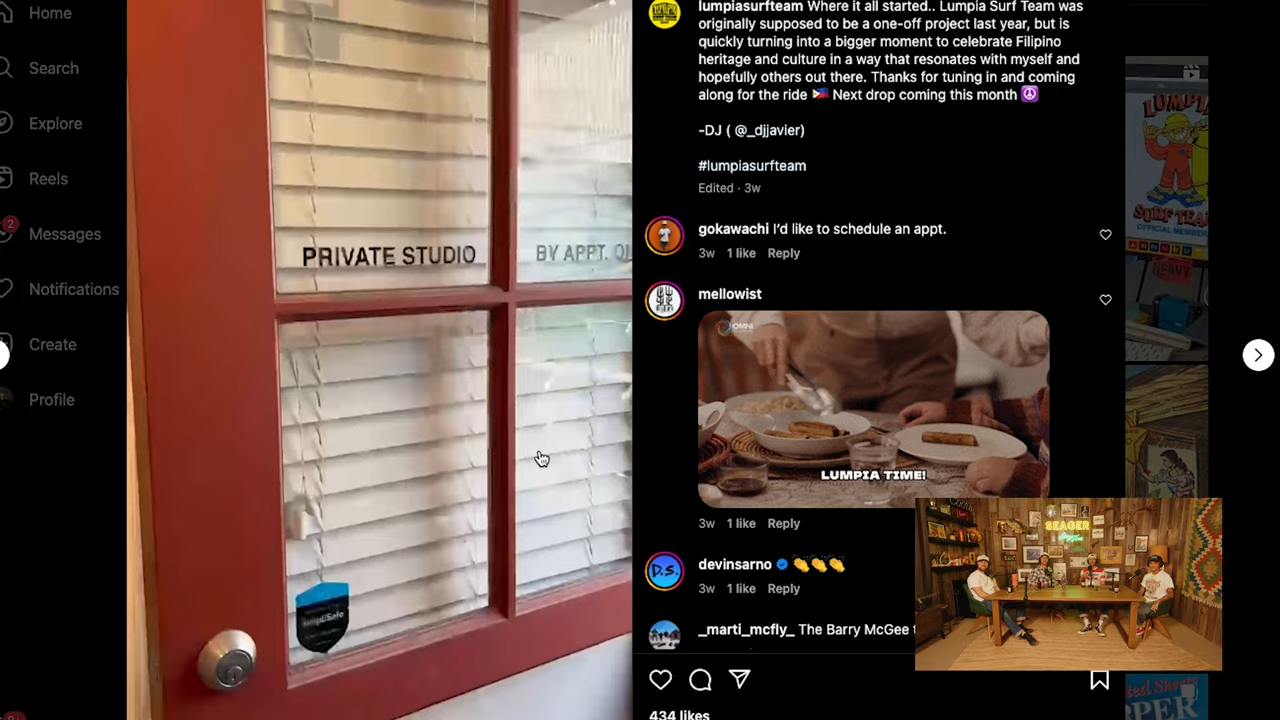 Home
Search
Explore
Reels
2
Messages
Notifications
Create
Profile
PRIVATE STUDIO
BY APPT.
lumpiasurfteam Where it all started.. Lumpia Surf Team was
originally supposed to be a one-off project last year, but is
quickly turning into a bigger moment to celebrate Filipino
heritage and culture in a way that resonates with myself and
hopefully others out there. Thanks for tuning in and coming
along for the ride 🇵🇭 Next drop coming this month ☮️
-DJ ( @_djjavier)
#lumpiasurfteam
Edited · 3w
gokawachi I'd like to schedule an appt.
3w 1 like Reply
mellowist
OMNI
LUMPIA TIME!
3w 1 like Reply
D.S.
devinsarno 👏👏👏
3w 1 like Reply
_marti_mcfly_ The Barry McGee
434 likes
SEAGER
SURF
OFFICIAL
HEAVY